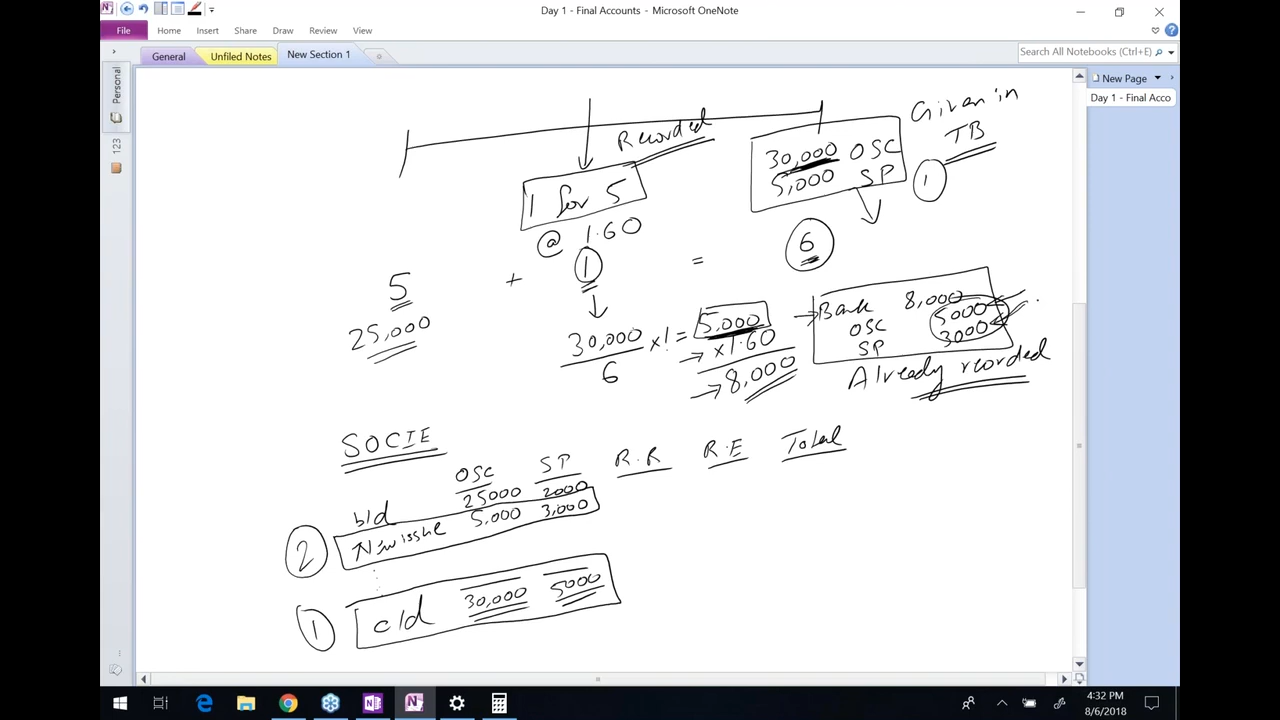 Day 1 - Final Accounts - Microsoft OneNote
File Home Insert Share Draw Review View
General Unfiled Notes New Section 1
Search All Notebooks (Ctrl+E)
New Page
Day 1 - Final Acco
Personal
123
Recorded
Given in
TB
1 for 5
@ 1.60
30,000 OSC
5,000 SP
1
5 + 1 = 6
25,000
30,000 x1 = 5,000
6
x1.60
8,000
Bank 8,000
OSC 5000
SP 3000
Already recorded
SOCIE
OSC SP R.R R.E Total
b/d 25000 2000
2 New issue 5,000 3,000
1 c/d 30,000 5000
4:32 PM
8/6/2018